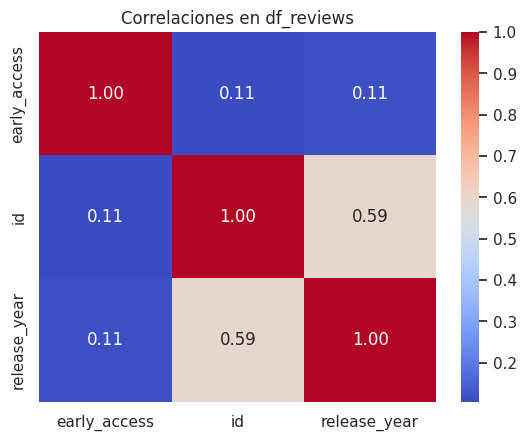 Correlaciones en df_reviews
early_access
1.00
0.11
0.11
id
0.11
1.00
0.59
release_year
0.11
0.59
1.00
early_access
id
release_year
1.0
0.9
0.8
0.7
0.6
0.5
0.4
0.3
0.2